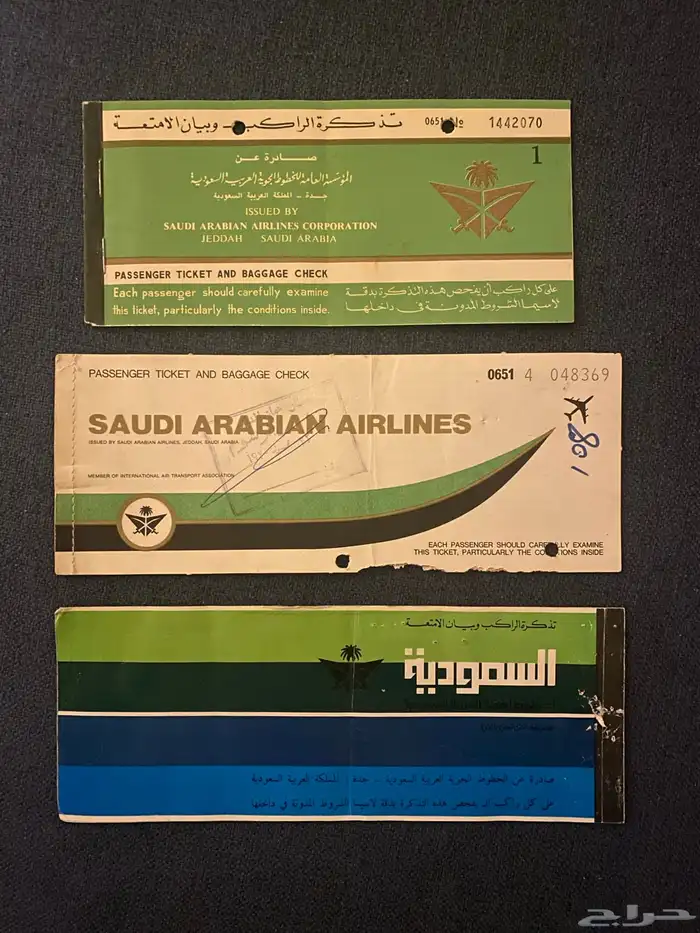 تذكرة الراكب - وبيان الامتعة
0651 No 1442070
1
صادرة عن
المؤسسة العامة للخطوط الجوية العربية السعودية
جدة - المملكة العربية السعودية
ISSUED BY
SAUDI ARABIAN AIRLINES CORPORATION
JEDDAH SAUDI ARABIA
PASSENGER TICKET AND BAGGAGE CHECK
Each passenger should carefully examine
this ticket, particularly the conditions inside.
على كل راكب أن يفحص هذه التذكرة بدقة
لاسيما الشروط المدونة في داخلها
PASSENGER TICKET AND BAGGAGE CHECK
0651 4 048369
SAUDI ARABIAN AIRLINES
ISSUED BY SAUDI ARABIAN AIRLINES, JEDDAH, SAUDI ARABIA
801
MEMBER OF INTERNATIONAL AIR TRANSPORT ASSOCIATION
EACH PASSENGER SHOULD CAREFULLY EXAMINE
THIS TICKET, PARTICULARLY THE CONDITIONS INSIDE
تذكرة الراكب وبيان الامتعة
السعودية
صادرة عن الخطوط الجوية العربية السعودية - جدة - المملكة العربية السعودية
على كل راكب ان يفحص هذه التذكرة بدقة لاسيما الشروط المدونة في داخلها
حراج